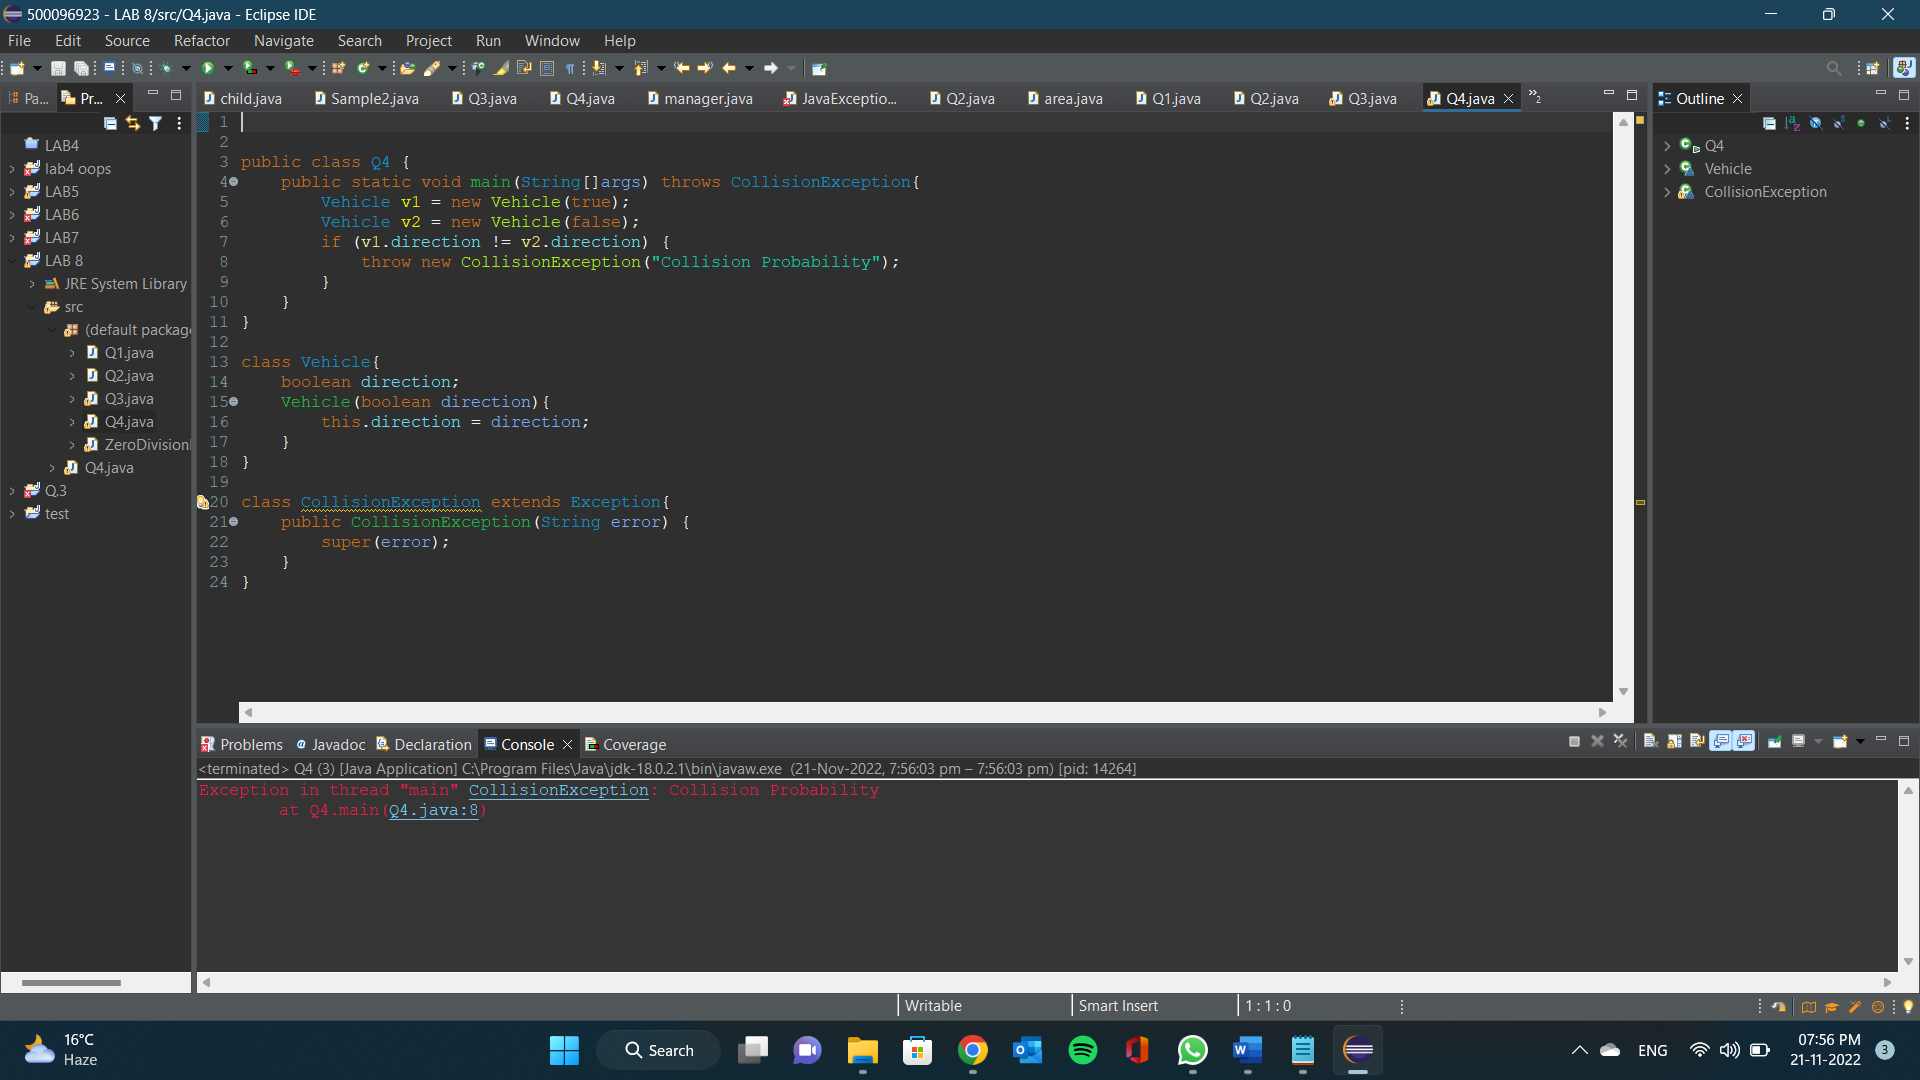 500096923 - LAB 8/src/Q4.java - Eclipse IDE
File Edit Source Refactor Navigate Search Project Run Window Help
Pa... Pr... child.java Sample2.java Q3.java Q4.java manager.java JavaExceptio... Q2.java area.java Q1.java Q2.java Q3.java Q4.java »2 Outline
LAB4
lab4 oops
LAB5
LAB6
LAB7
LAB 8
JRE System Library
src
(default packag
Q1.java
Q2.java
Q3.java
Q4.java
ZeroDivision
Q4.java
Q.3
test
1
2
3 public class Q4 {
4 public static void main(String[]args) throws CollisionException{
5 Vehicle v1 = new Vehicle(true);
6 Vehicle v2 = new Vehicle(false);
7 if (v1.direction != v2.direction) {
8 throw new CollisionException("Collision Probability");
9 }
10 }
11 }
12
13 class Vehicle{
14 boolean direction;
15 Vehicle(boolean direction){
16 this.direction = direction;
17 }
18 }
19
20 class CollisionException extends Exception{
21 public CollisionException(String error) {
22 super(error);
23 }
24 }
Q4
Vehicle
CollisionException
Problems Javadoc Declaration Console Coverage
<terminated> Q4 (3) [Java Application] C:\Program Files\Java\jdk-18.0.2.1\bin\javaw.exe (21-Nov-2022, 7:56:03 pm – 7:56:03 pm) [pid: 14264]
Exception in thread "main" CollisionException: Collision Probability
at Q4.main(Q4.java:8)
Writable Smart Insert 1 : 1 : 0
16°C
Haze
Search
ENG
07:56 PM
21-11-2022
3